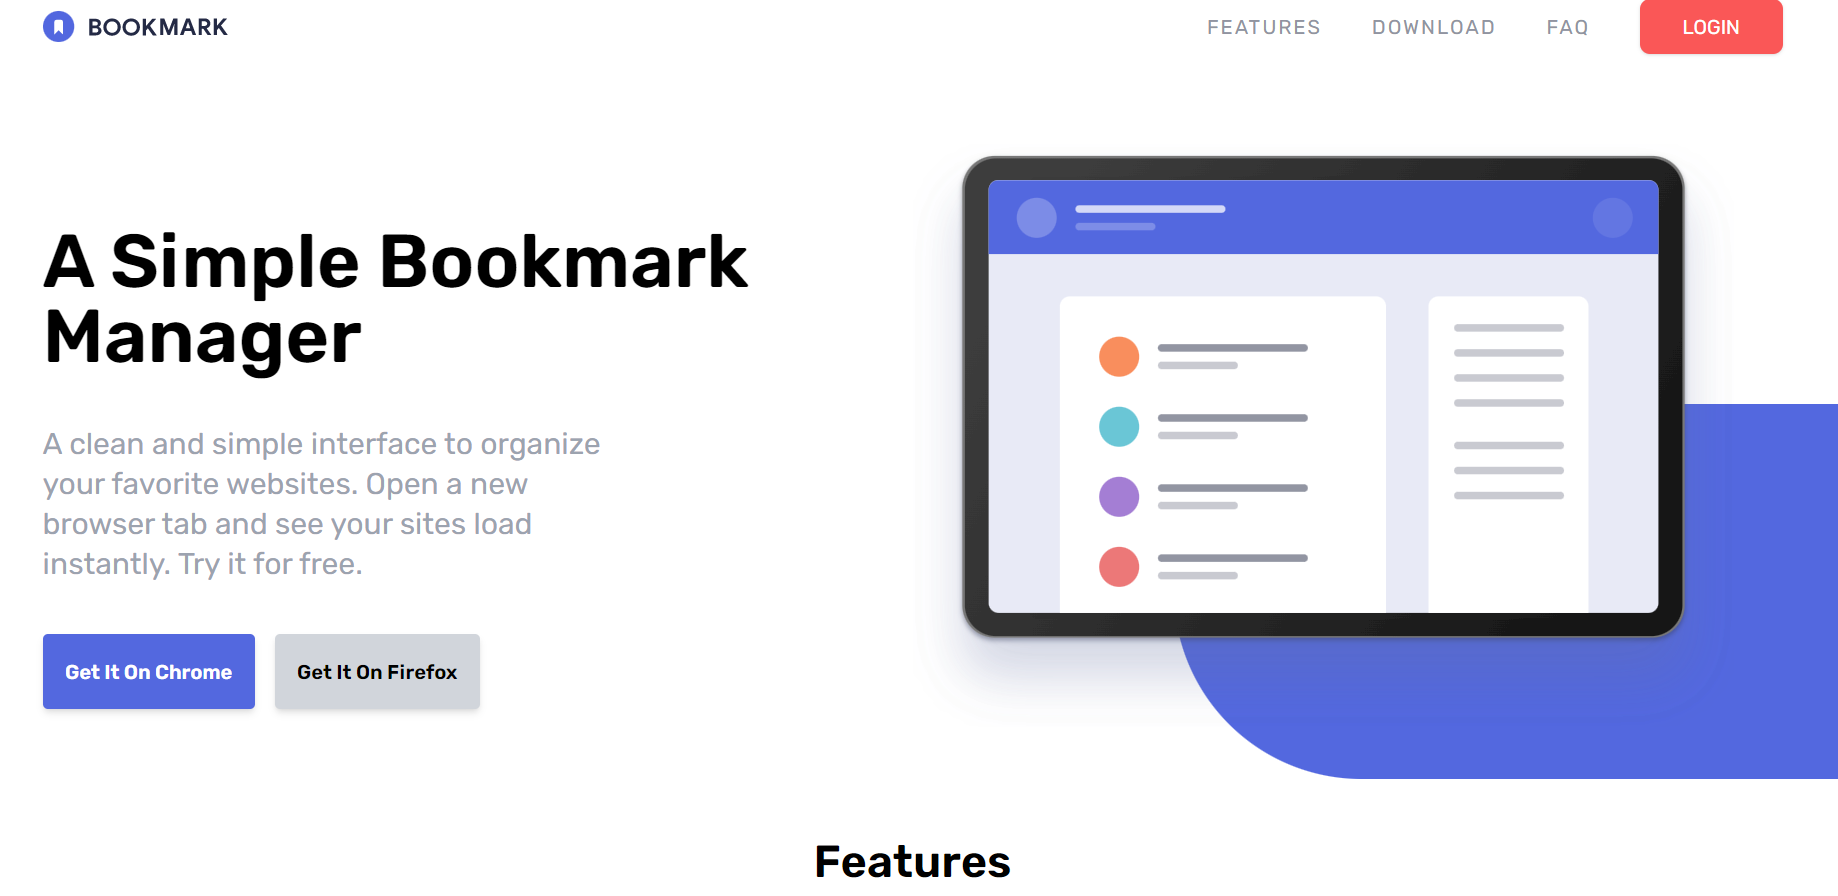 BOOKMARK
FEATURES
DOWNLOAD
FAQ
LOGIN
A Simple Bookmark
Manager
A clean and simple interface to organize
your favorite websites. Open a new
browser tab and see your sites load
instantly. Try it for free.
Get It On Chrome
Get It On Firefox
Features